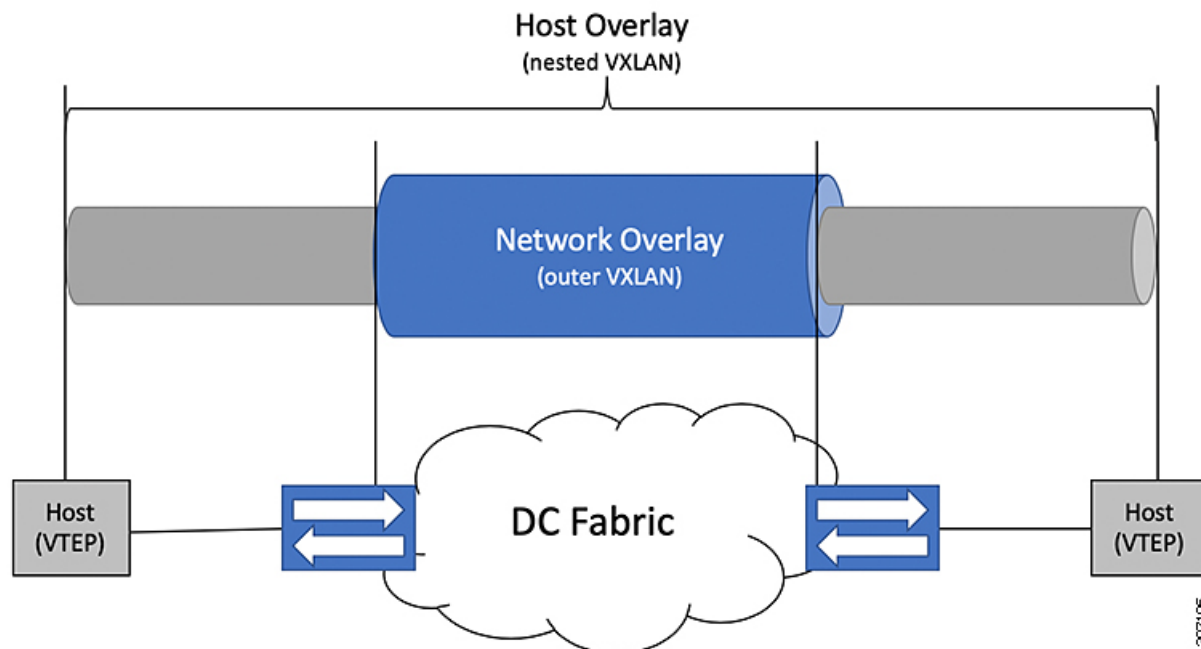 Host Overlay
(nested VXLAN)
Network Overlay
(outer VXLAN)
DC Fabric
Host
(VTEP)
Host
(VTEP)